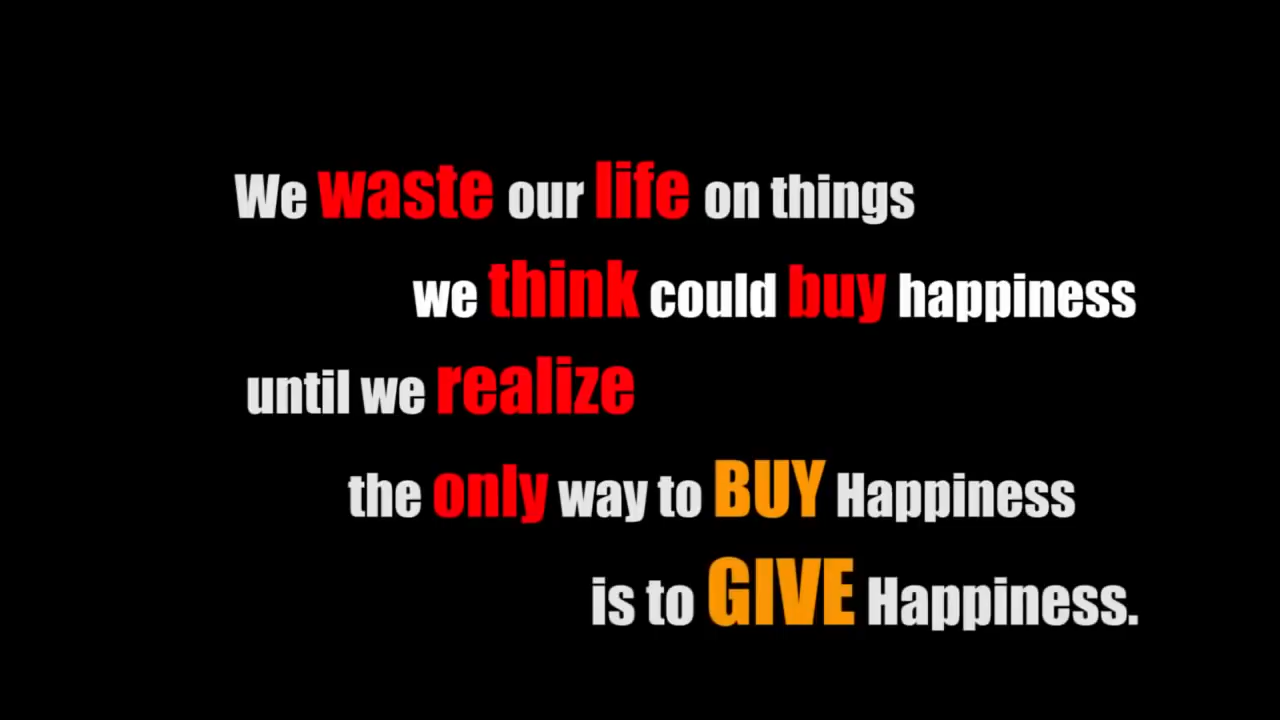 We waste our life on things
we think could buy happiness
until we realize
the only way to BUY Happiness
is to GIVE Happiness.